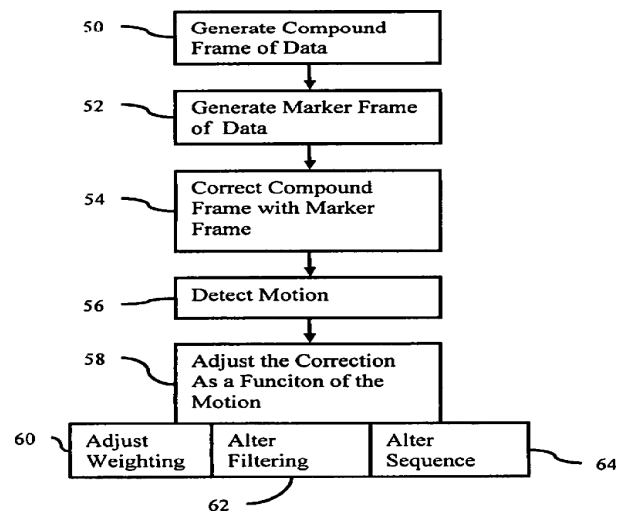 50
Generate Compound
Frame of Data
52
Generate Marker Frame
of Data
54
Correct Compound
Frame with Marker
Frame
56
Detect Motion
58
Adjust the Correction
As a Funciton of the
Motion
60
Adjust
Weighting
Alter
Filtering
Alter
Sequence
64
62